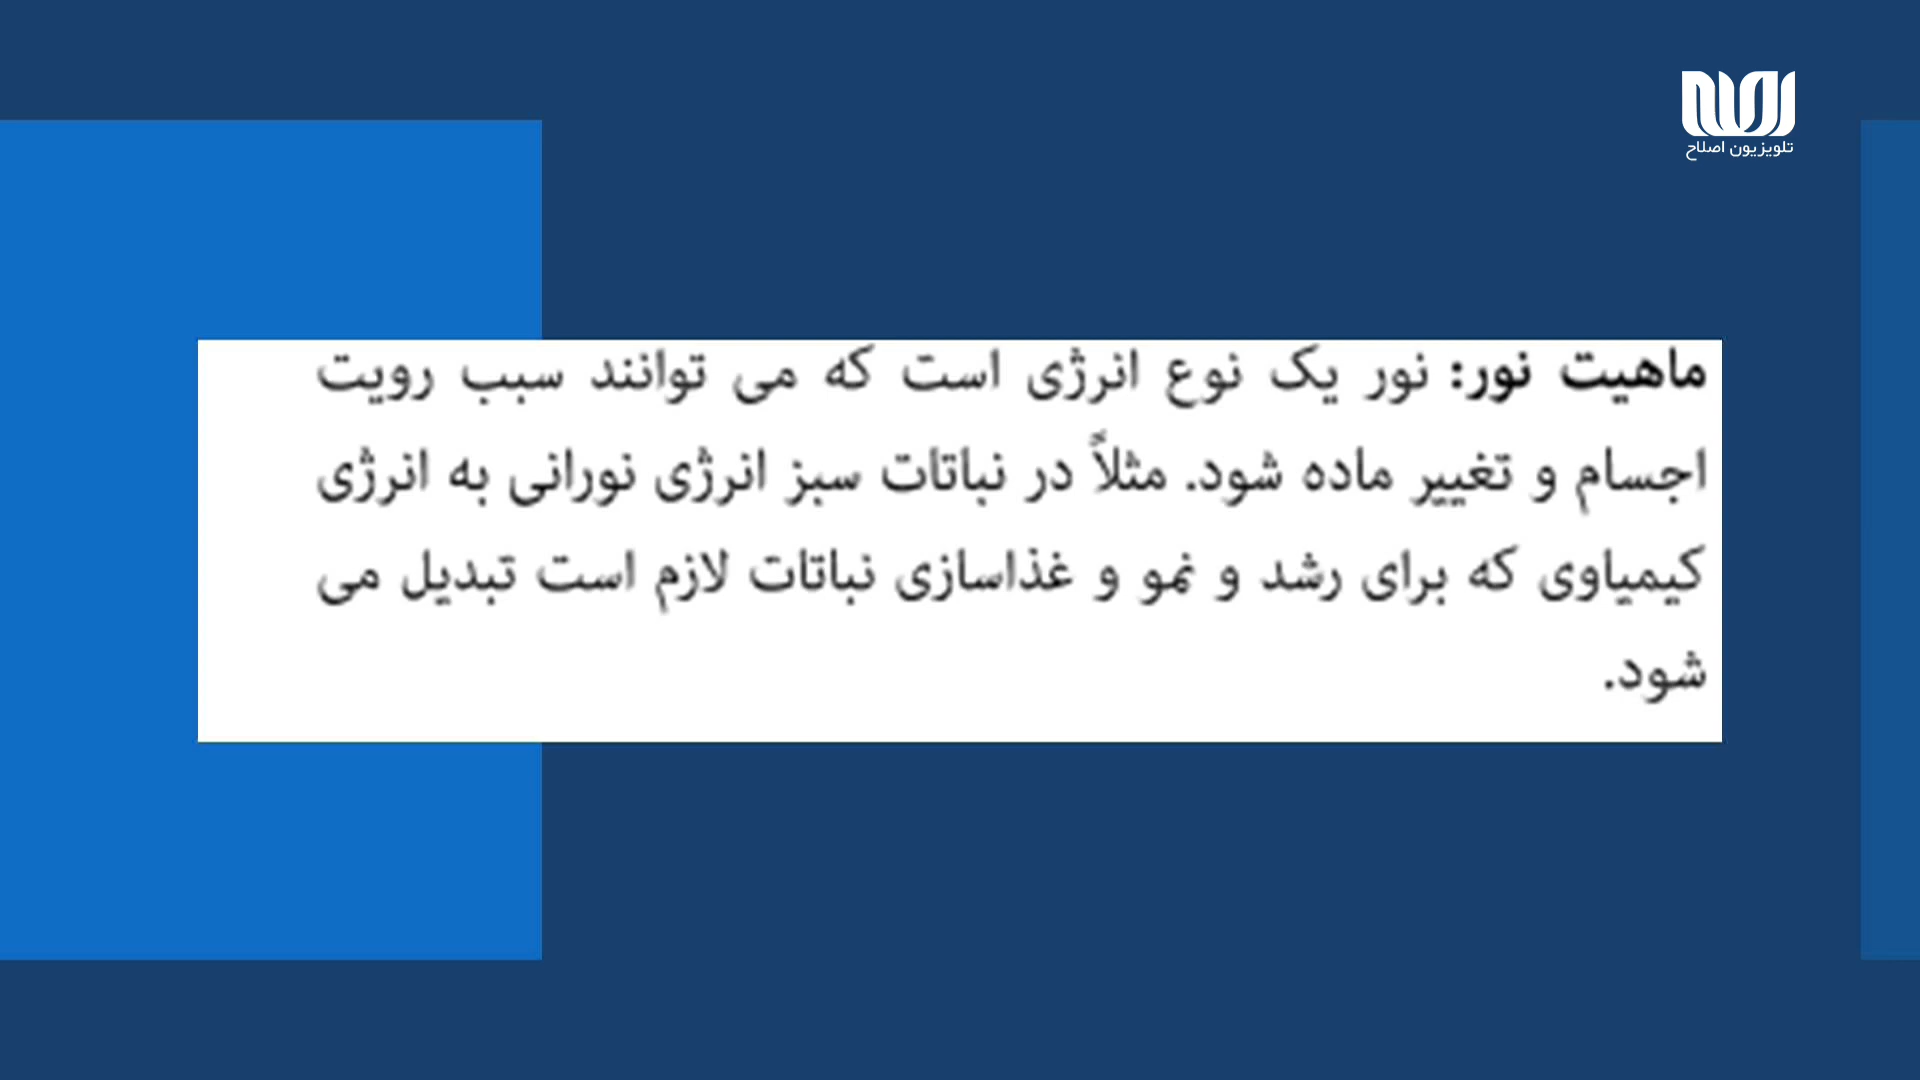 تلویزیون اصلاح
ماهیت نور: نور یک نوع انرژی است که می توانند سبب رویت
اجسام و تغییر ماده شود. مثلاً در نباتات سبز انرژی نورانی به انرژی
کیمیاوی که برای رشد و نمو و غذاسازی نباتات لازم است تبدیل می
شود.